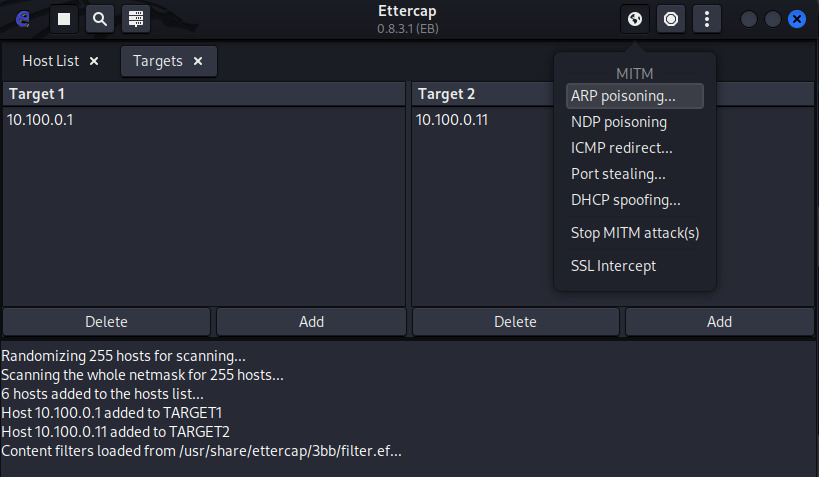 Ettercap
0.8.3.1 (EB)
Host List
Targets
MITM
ARP poisoning...
NDP poisoning
ICMP redirect...
Port stealing...
DHCP spoofing...
Stop MITM attack(s)
SSL Intercept
Target 1
Target 2
10.100.0.1
10.100.0.11
Delete
Add
Delete
Add
Randomizing 255 hosts for scanning...
Scanning the whole netmask for 255 hosts...
6 hosts added to the hosts list...
Host 10.100.0.1 added to TARGET1
Host 10.100.0.11 added to TARGET2
Content filters loaded from /usr/share/ettercap/3bb/filter.ef...